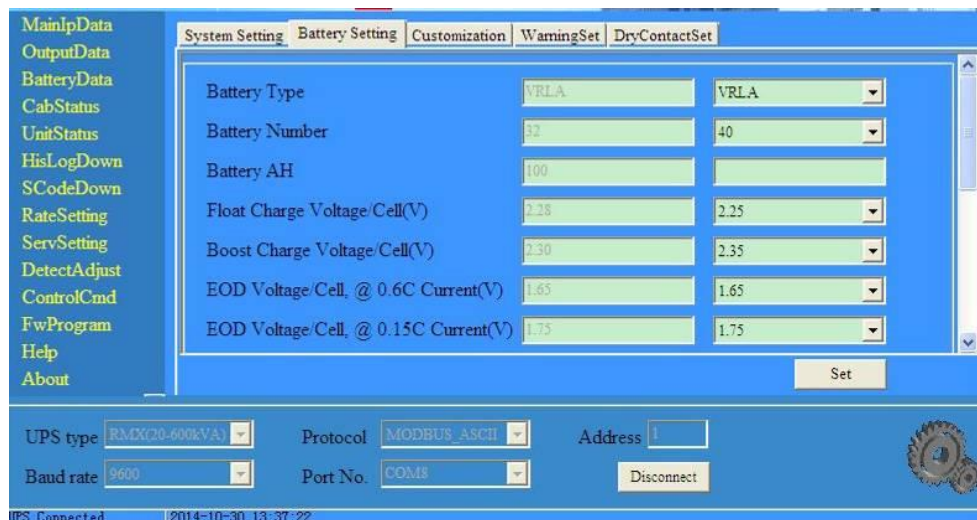 MainIpData
OutputData
BatteryData
CabStatus
UnitStatus
HisLogDown
SCodeDown
RateSetting
ServSetting
DetectAdjust
ControlCmd
FwProgram
Help
About
System Setting Battery Setting Customization WarningSet DryContactSet
Battery Type VRLA VRLA
Battery Number 32 40
Battery AH 100
Float Charge Voltage/Cell(V) 2.28 2.25
Boost Charge Voltage/Cell(V) 2.30 2.35
EOD Voltage/Cell, @ 0.6C Current(V) 1.65 1.65
EOD Voltage/Cell, @ 0.15C Current(V) 1.75 1.75
Set
UPS type RMX(20-600kVA) Protocol MODBUS_ASCII Address 1
Baud rate 9600 Port No. COM8 Disconnect
UPS Connected 2014-10-30 13:37:22